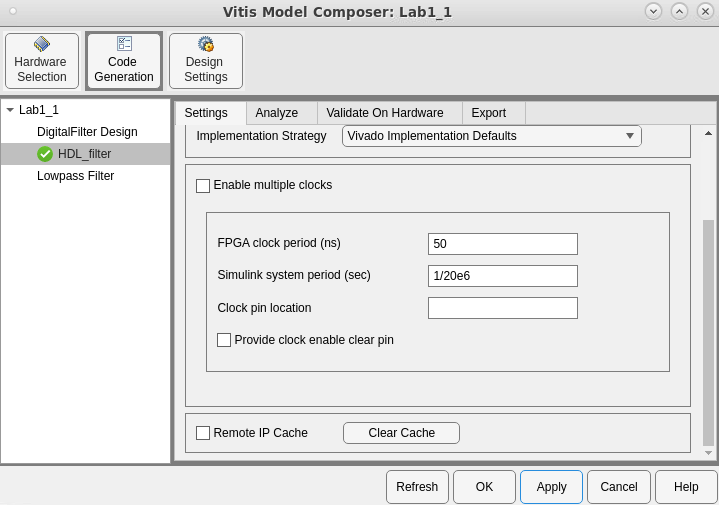 Vitis Model Composer: Lab1_1
Hardware Selection
Code Generation
Design Settings
Lab1_1
DigitalFilter Design
HDL_filter
Lowpass Filter
Settings
Analyze
Validate On Hardware
Export
Implementation Strategy
Vivado Implementation Defaults
Enable multiple clocks
FPGA clock period (ns)
50
Simulink system period (sec)
1/20e6
Clock pin location
Provide clock enable clear pin
Remote IP Cache
Clear Cache
Refresh
OK
Apply
Cancel
Help